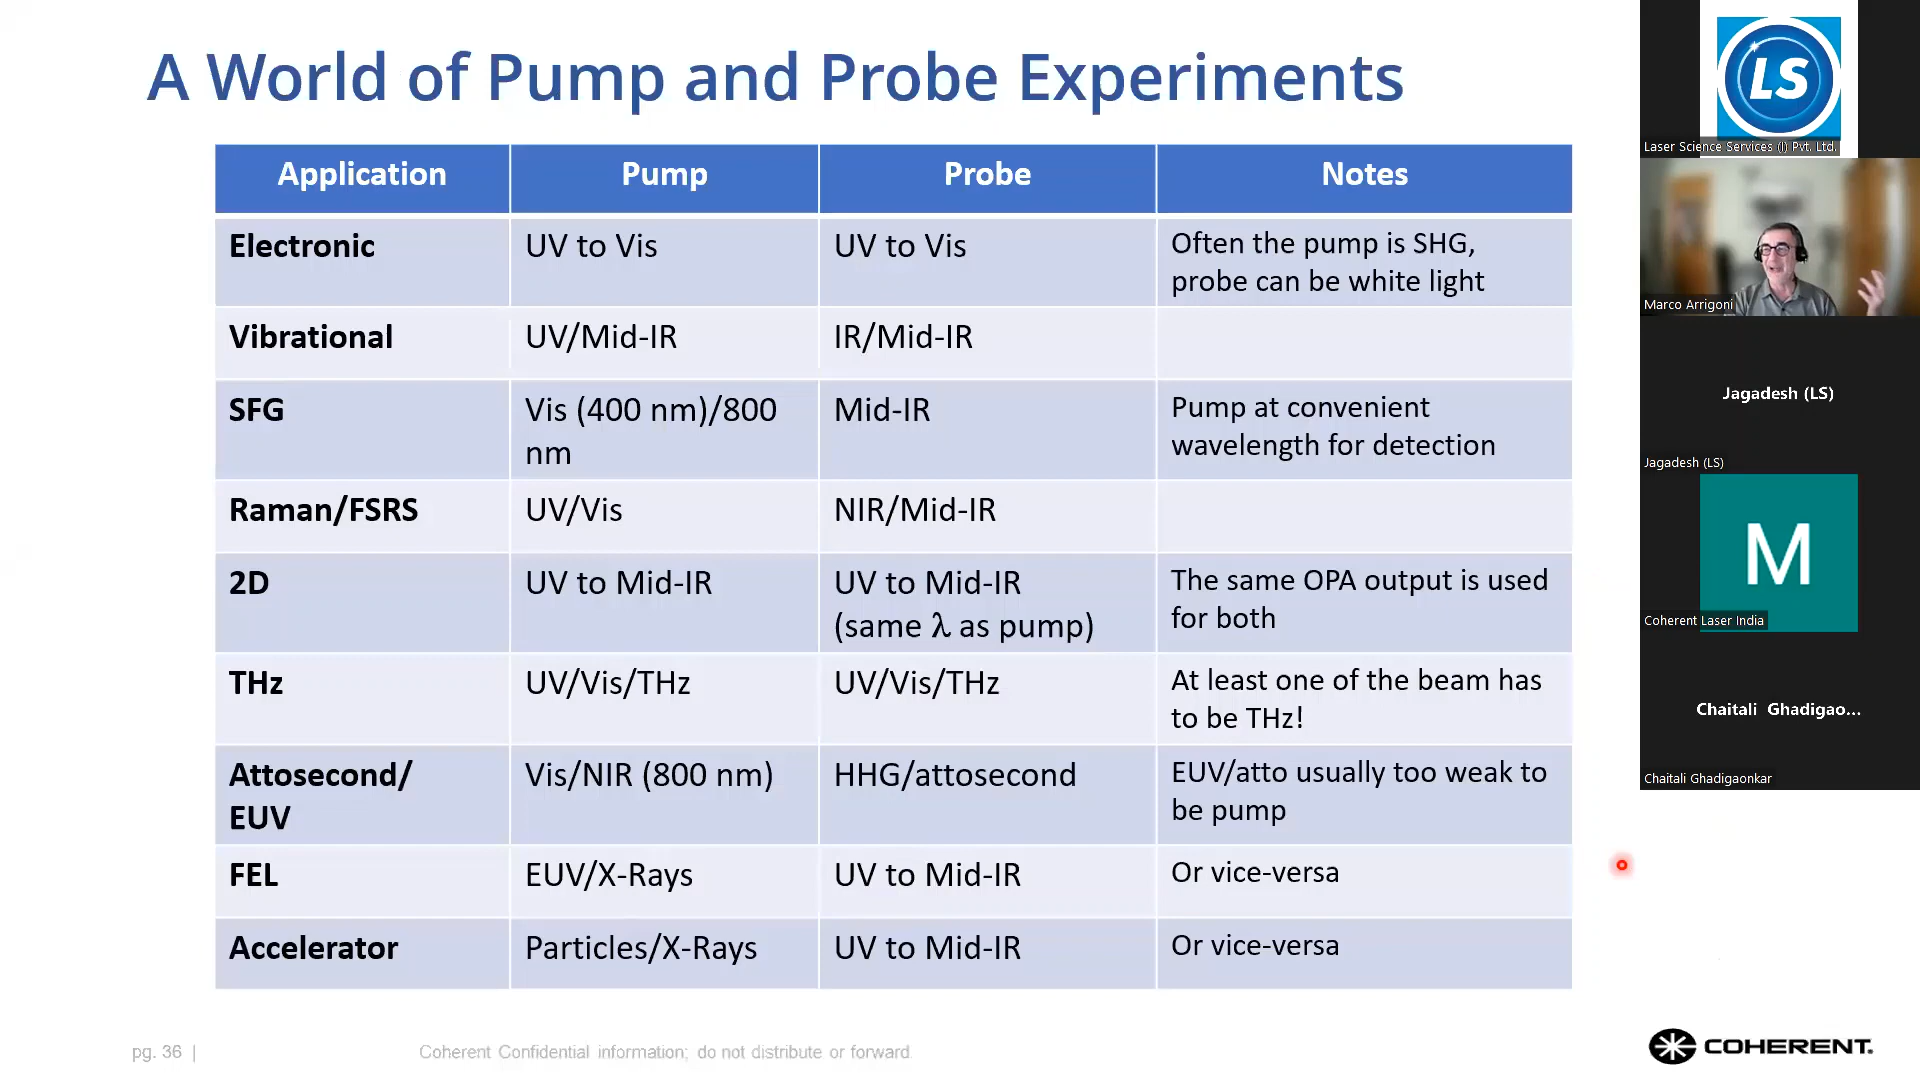 A World of Pump and Probe Experiments
Application Pump Probe Notes
Electronic UV to Vis UV to Vis Often the pump is SHG,
probe can be white light
Vibrational UV/Mid-IR IR/Mid-IR
SFG Vis (400 nm)/800 Mid-IR Pump at convenient
nm wavelength for detection
Raman/FSRS UV/Vis NIR/Mid-IR
2D UV to Mid-IR UV to Mid-IR The same OPA output is used
(same λ as pump) for both
THz UV/Vis/THz UV/Vis/THz At least one of the beam has
to be THz!
Attosecond/ Vis/NIR (800 nm) HHG/attosecond EUV/atto usually too weak to
EUV be pump
FEL EUV/X-Rays UV to Mid-IR Or vice-versa
Accelerator Particles/X-Rays UV to Mid-IR Or vice-versa
pg. 36 |
Coherent Confidential information; do not distribute or forward
COHERENT.
LS
Laser Science Services (I) Pvt. Ltd.
Marco Arrigoni
Jagadesh (LS)
Jagadesh (LS)
M
Coherent Laser India
Chaitali Ghadigao...
Chaitali Ghadigaonkar